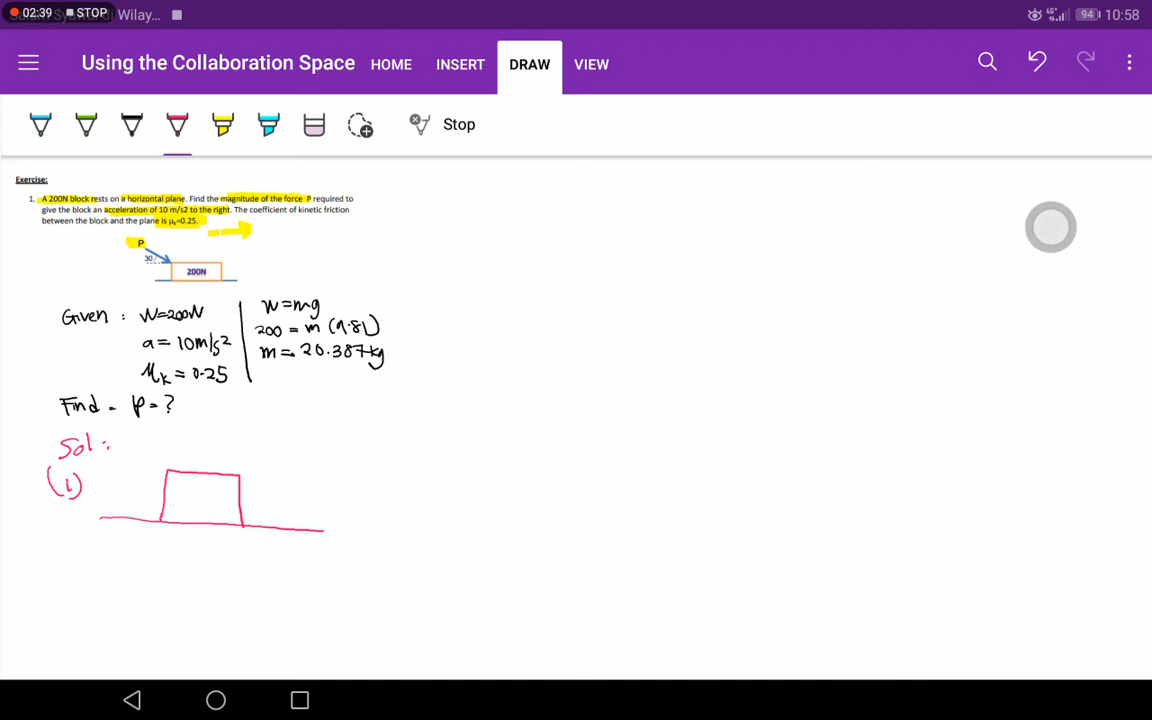 02:39 STOP
Wilay...
94 10:58
Using the Collaboration Space HOME INSERT DRAW VIEW
Stop
Exercise:
1. A 200N block rests on a horizontal plane. Find the magnitude of the force P required to
give the block an acceleration of 10 m/s2 to the right. The coefficient of kinetic friction
between the block and the plane is μk=0.25.
P
30
200N
Given : W=200N
a = 10m/s2
μk = 0.25
W=mg
200 = m (9.81)
m = 20.387kg
Find = P = ?
Sol :
(1)